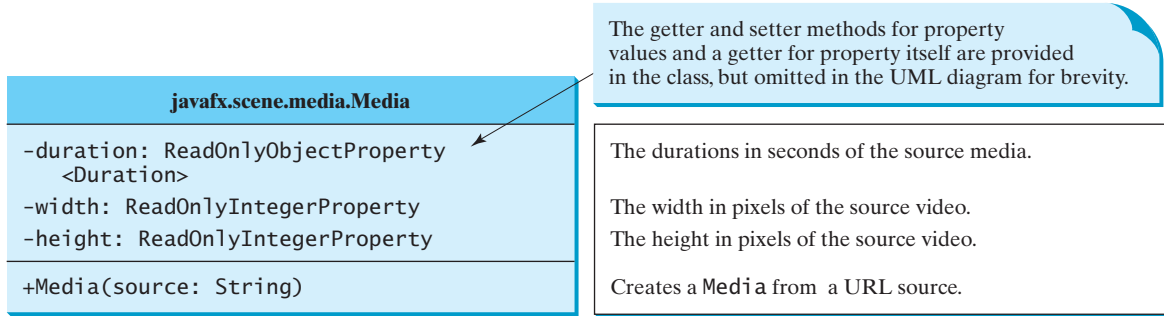 The getter and setter methods for property
values and a getter for property itself are provided
in the class, but omitted in the UML diagram for brevity.
javafx.scene.media.Media
-duration: ReadOnlyObjectProperty
<Duration>
-width: ReadOnlyIntegerProperty
-height: ReadOnlyIntegerProperty
+Media(source: String)
The durations in seconds of the source media.
The width in pixels of the source video.
The height in pixels of the source video.
Creates a Media from a URL source.